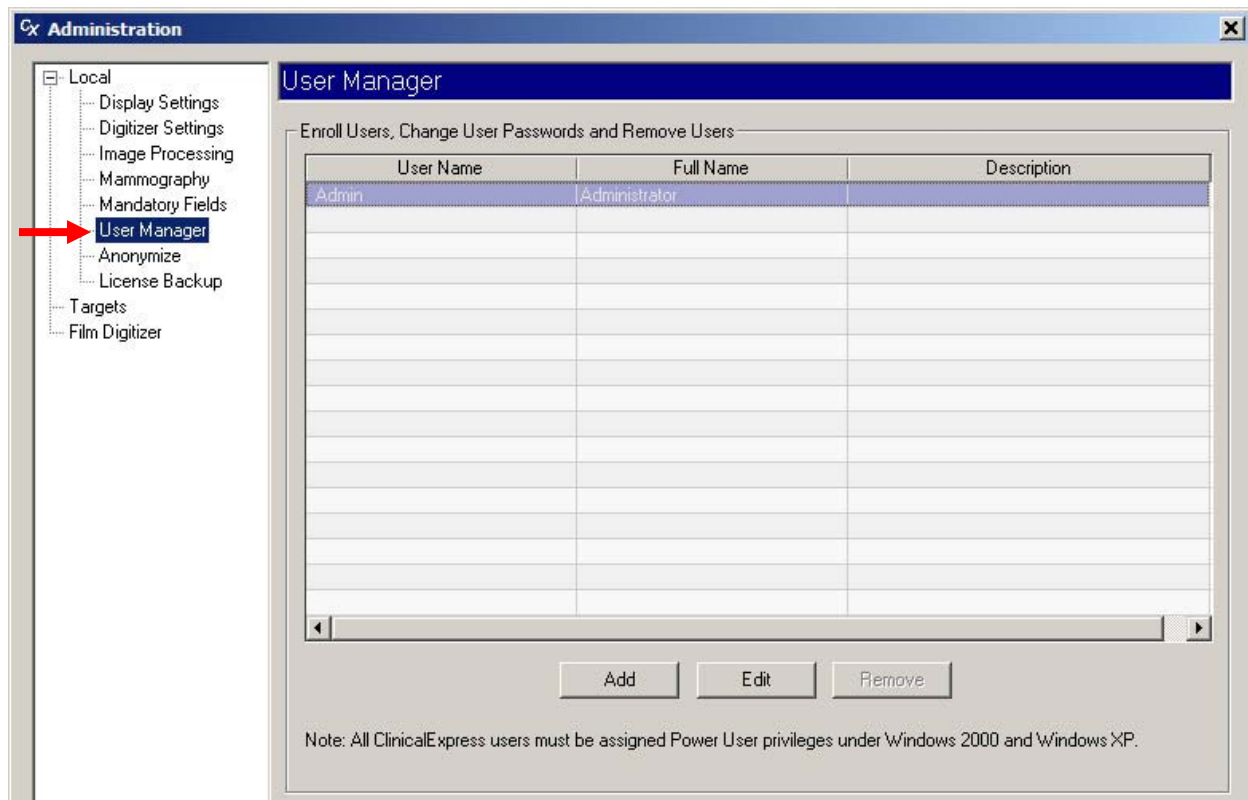 Cx Administration
Local
Display Settings
Digitizer Settings
Image Processing
Mammography
Mandatory Fields
User Manager
Anonymize
License Backup
Targets
Film Digitizer
User Manager
Enroll Users, Change User Passwords and Remove Users
User Name Full Name Description
Admin Administrator
Add Edit Remove
Note: All ClinicalExpress users must be assigned Power User privileges under Windows 2000 and Windows XP.